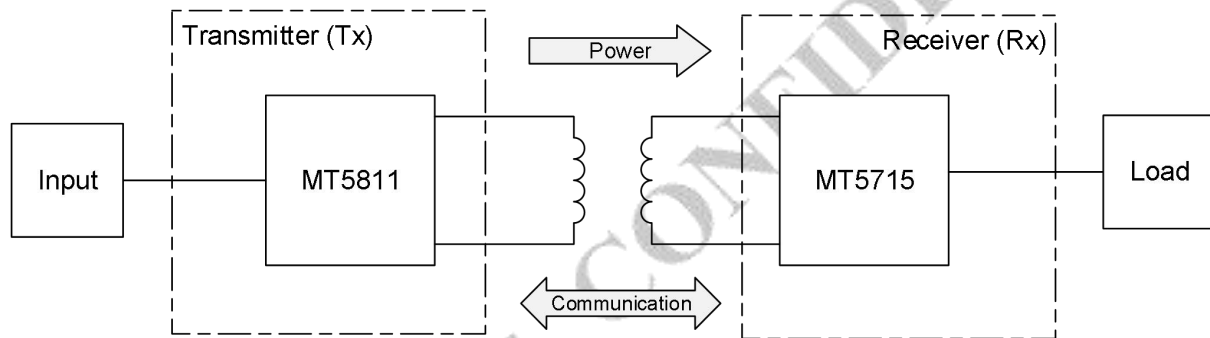 Transmitter (Tx)
Power
Receiver (Rx)
Input
MT5811
MT5715
Load
Communication